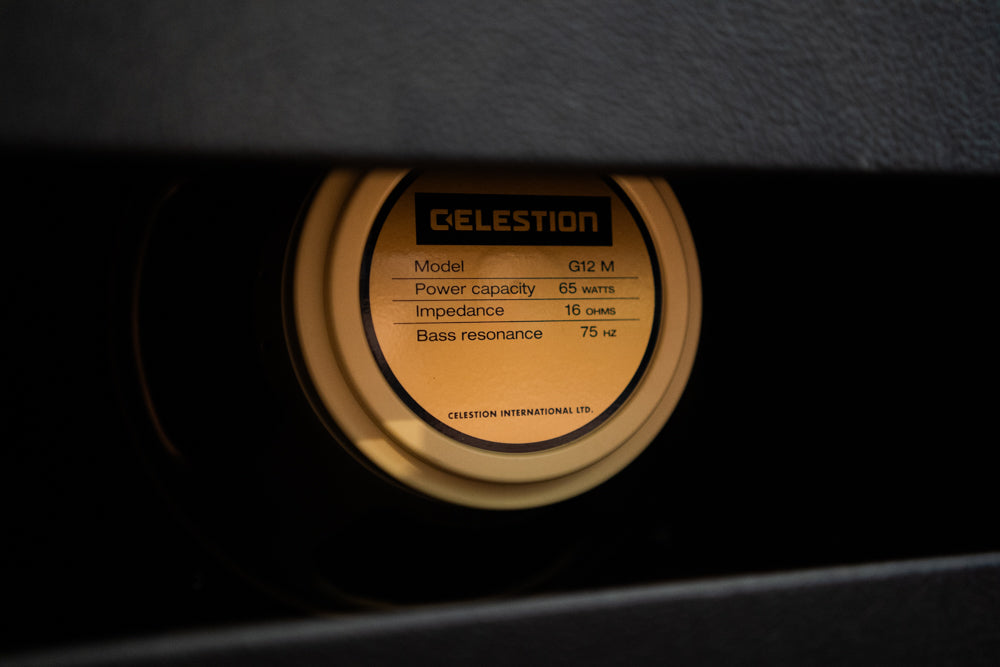 CELESTION
Model G12 M
Power capacity 65 WATTS
Impedance 16 OHMS
Bass resonance 75 HZ
CELESTION INTERNATIONAL LTD.